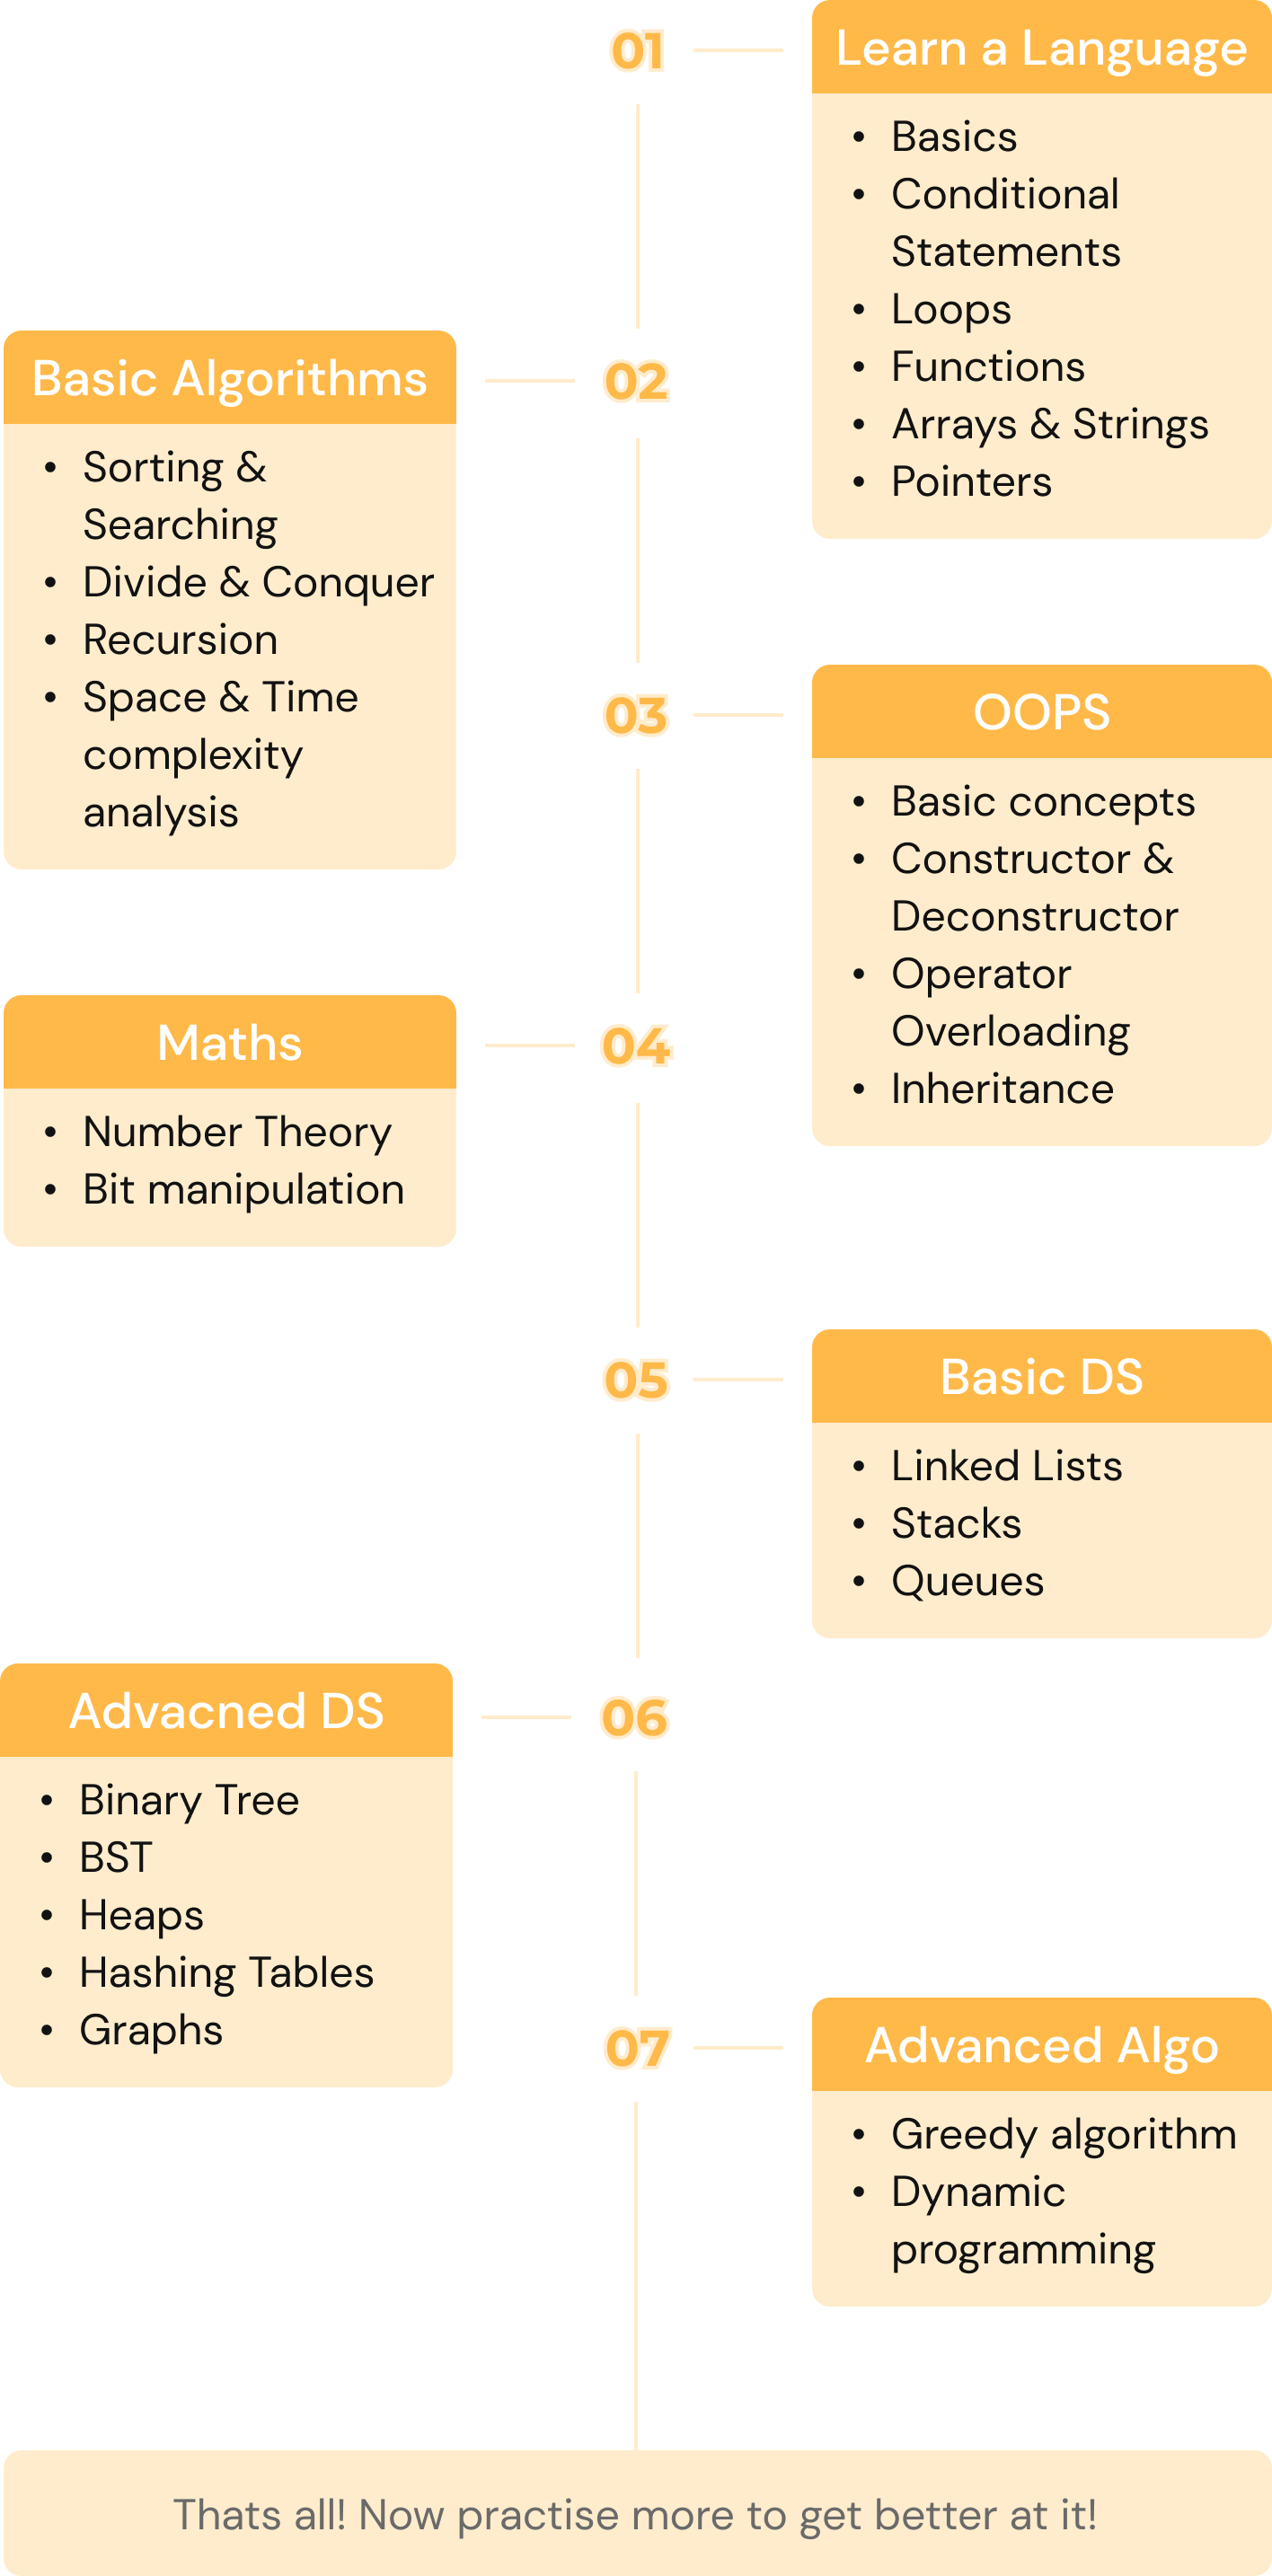 01
Learn a Language
• Basics
• Conditional
Statements
• Loops
• Functions
• Arrays & Strings
• Pointers
02
Basic Algorithms
• Sorting &
Searching
• Divide & Conquer
• Recursion
• Space & Time
complexity
analysis
03
OOPS
• Basic concepts
• Constructor &
Deconstructor
• Operator
Overloading
• Inheritance
04
Maths
• Number Theory
• Bit manipulation
05
Basic DS
• Linked Lists
• Stacks
• Queues
06
Advacned DS
• Binary Tree
• BST
• Heaps
• Hashing Tables
• Graphs
07
Advanced Algo
• Greedy algorithm
• Dynamic
programming
Thats all! Now practise more to get better at it!